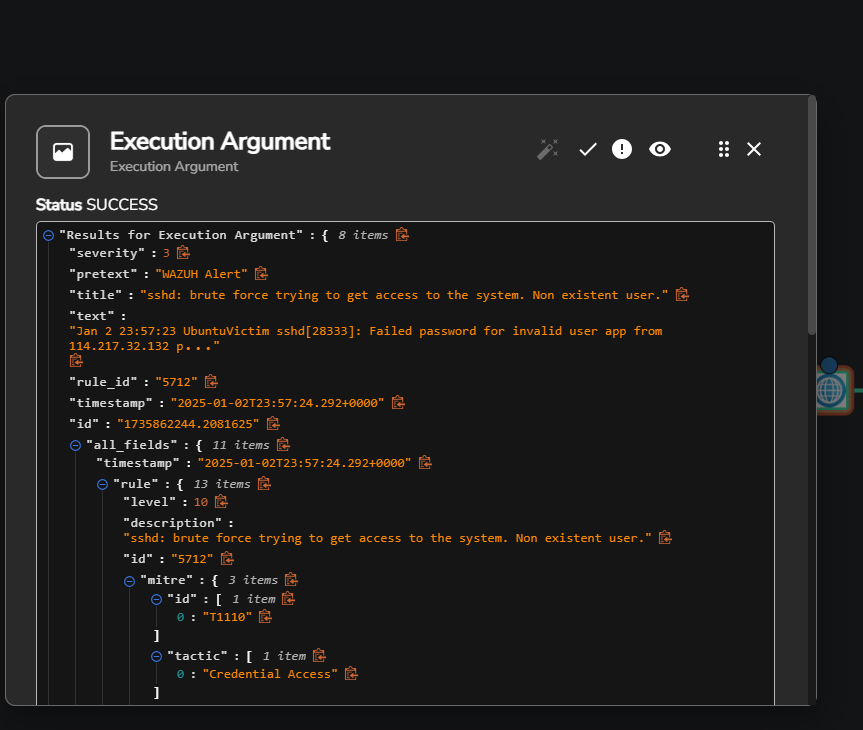 Execution Argument
Execution Argument
Status SUCCESS
"Results for Execution Argument" : { 8 items
"severity" : 3
"pretext" : "WAZUH Alert"
"title" : "sshd: brute force trying to get access to the system. Non existent user."
"text" :
"Jan 2 23:57:23 UbuntuVictim sshd[28333]: Failed password for invalid user app from
114.217.32.132 p..."
"rule_id" : "5712"
"timestamp" : "2025-01-02T23:57:24.292+0000"
"id" : "1735862244.2081625"
"all_fields" : { 11 items
"timestamp" : "2025-01-02T23:57:24.292+0000"
"rule" : { 13 items
"level" : 10
"description" :
"sshd: brute force trying to get access to the system. Non existent user."
"id" : "5712"
"mitre" : { 3 items
"id" : [ 1 item
0 : "T1110"
]
"tactic" : [ 1 item
0 : "Credential Access"
]